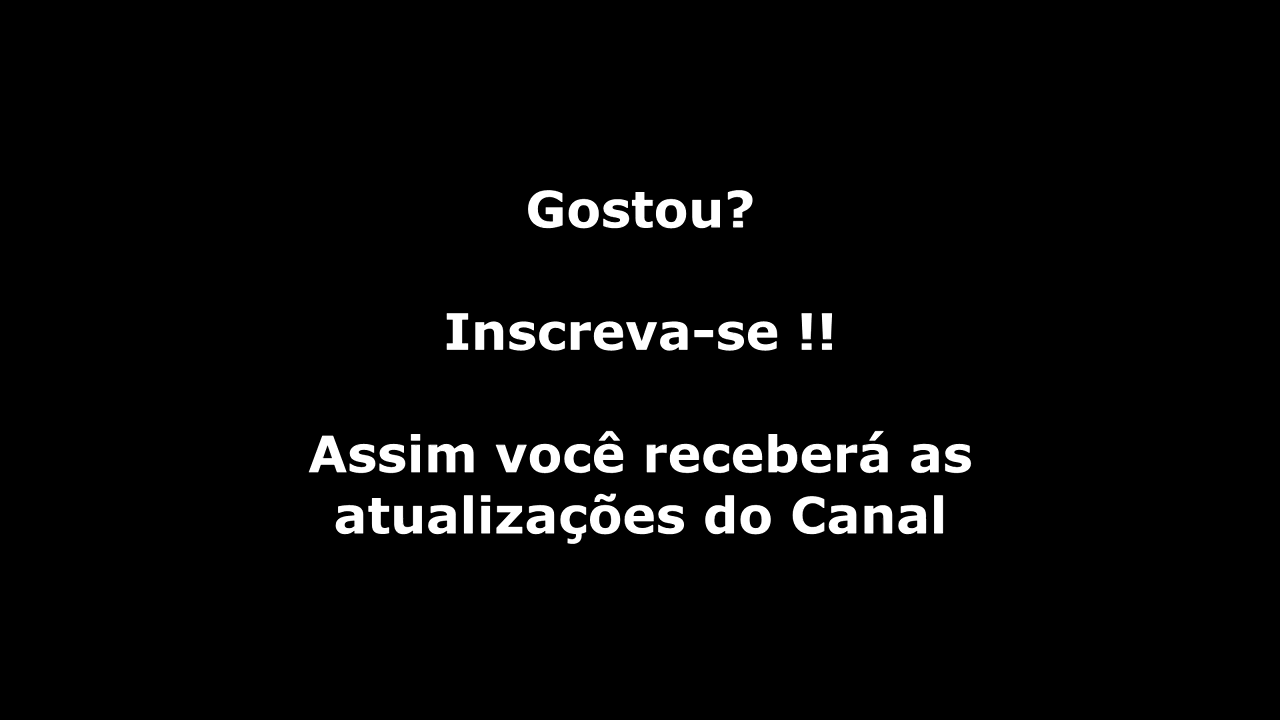 Gostou?
Inscreva-se !!
Assim você receberá as
atualizações do Canal